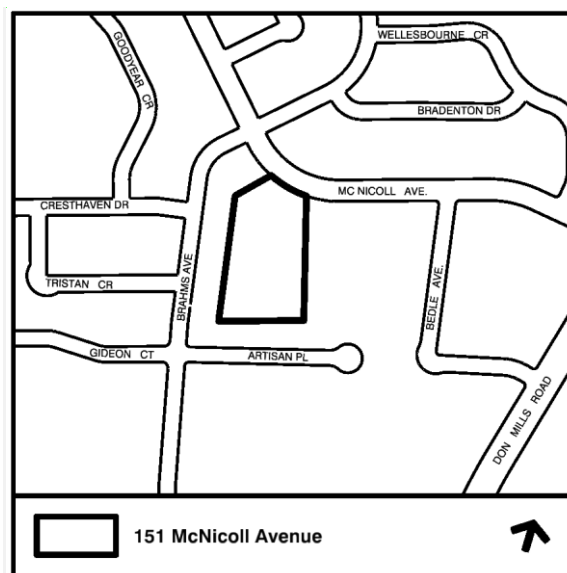 GOODYEAR CR
WELLESBOURNE CR
BRADENTON DR
MC NICOLL AVE.
CRESTHAVEN DR
TRISTAN CR
BRAHMS AVE
BEDLE AVE.
GIDEON CT
ARTISAN PL
DON MILLS ROAD
151 McNicoll Avenue